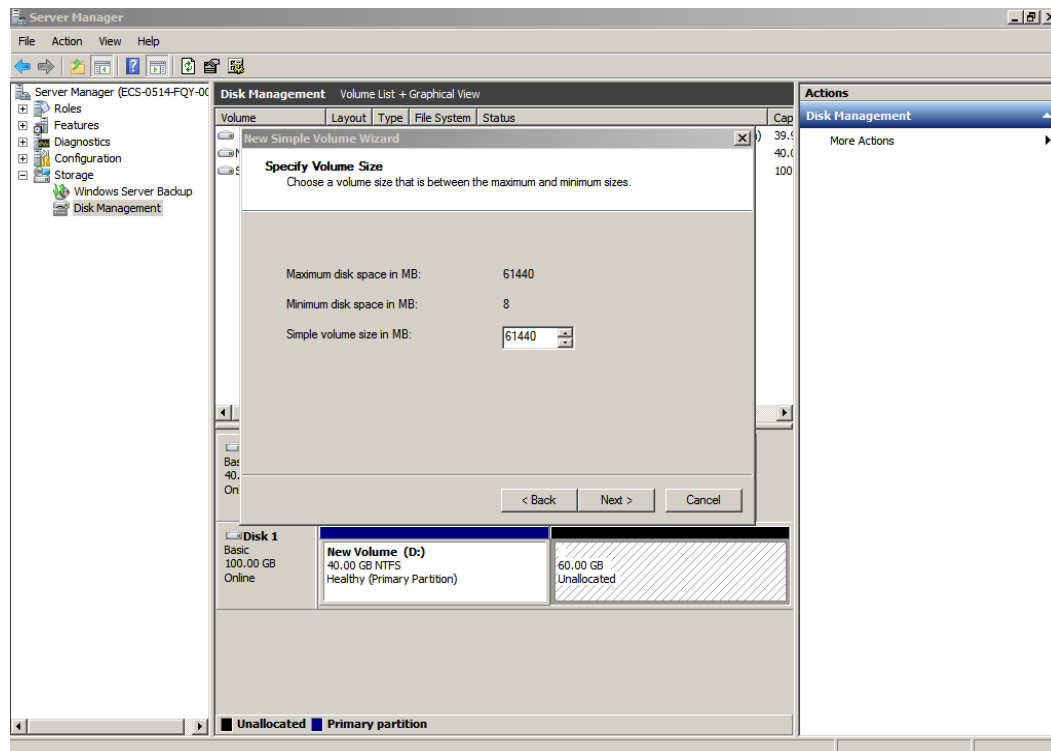 Server Manager
File Action View Help
Server Manager (ECS-0514-FQY-00
Roles
Features
Diagnostics
Configuration
Storage
Windows Server Backup
Disk Management
Disk Management Volume List + Graphical View
Volume Layout Type File System Status Cap
39.9
40.0
100
New Simple Volume Wizard
Specify Volume Size
Choose a volume size that is between the maximum and minimum sizes.
Maximum disk space in MB: 61440
Minimum disk space in MB: 8
Simple volume size in MB: 61440
< Back Next > Cancel
Bas
40.
Onl
Disk 1
Basic
100.00 GB
Online
New Volume (D:)
40.00 GB NTFS
Healthy (Primary Partition)
60.00 GB
Unallocated
Unallocated Primary partition
Actions
Disk Management
More Actions